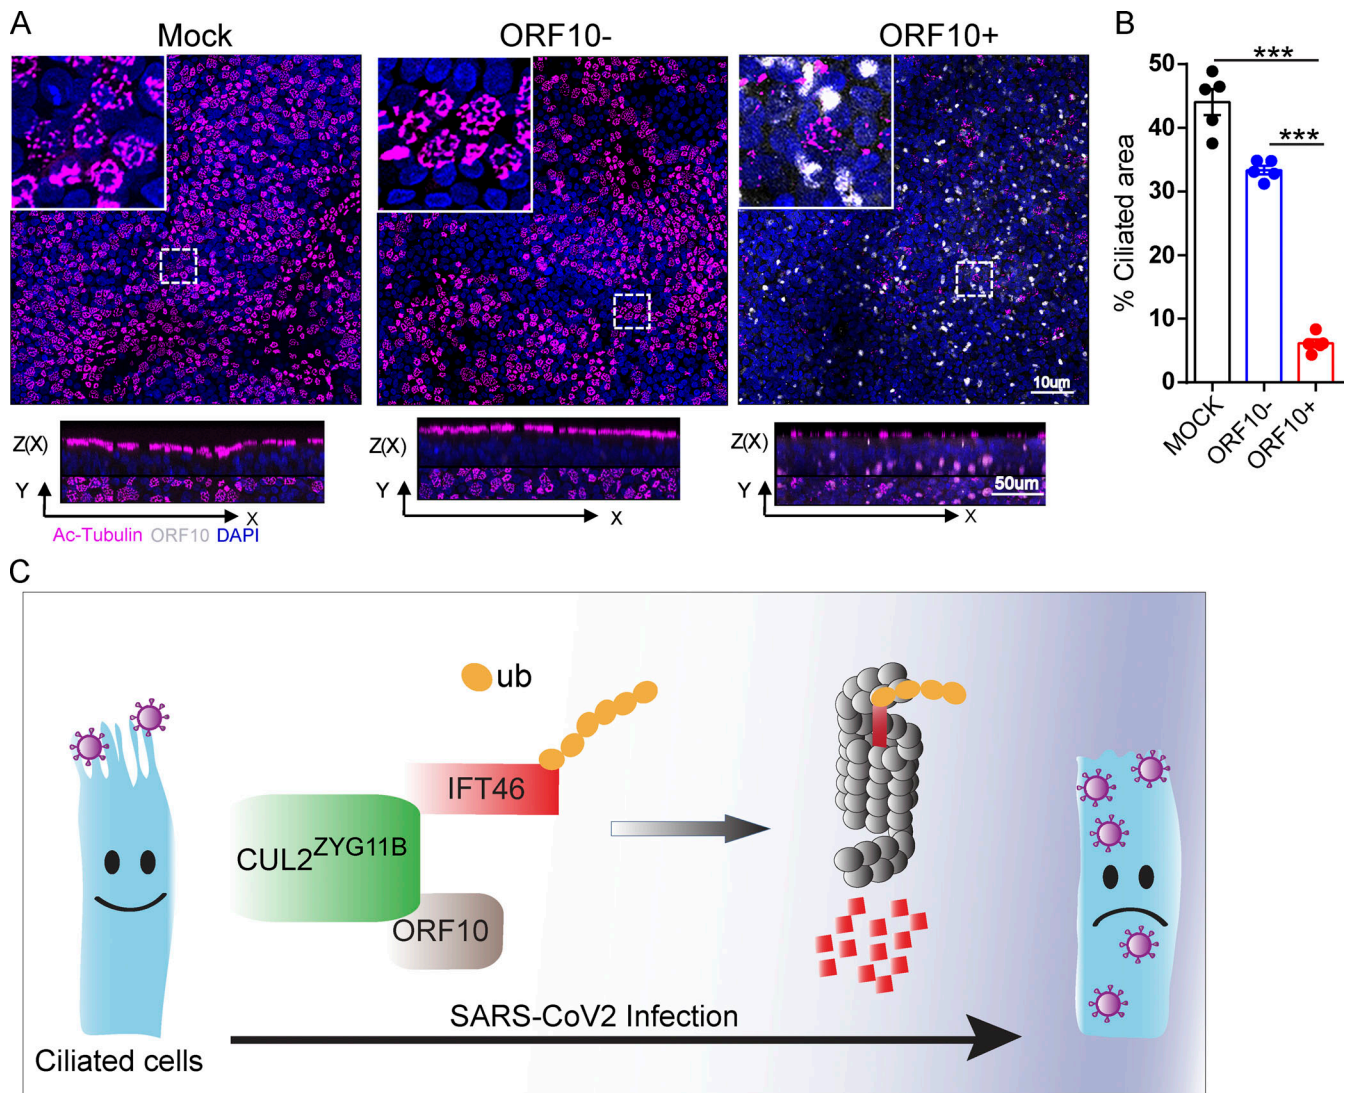 A
Mock
ORF10-
ORF10+
10um
Z(X)
Y
X
Z(X)
Y
X
Z(X)
Y
50um
X
Ac-Tubulin ORF10 DAPI
B
% Ciliated area
50
40
30
20
10
0
***
***
MOCK
ORF10-
ORF10+
C
ub
IFT46
CUL2ZYG11B
ORF10
SARS-CoV2 Infection
Ciliated cells